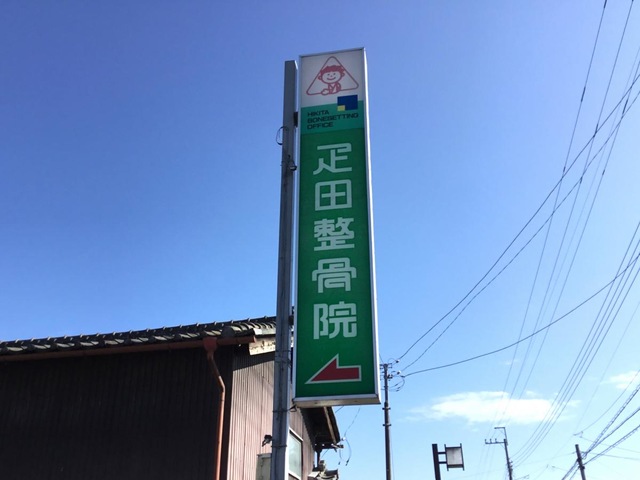 HIKITA
BONESETTING
OFFICE
疋田整骨院